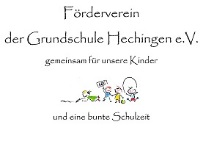 Förderverein
der Grundschule Hechingen e.V.
gemeinsam für unsere Kinder
und eine bunte Schulzeit